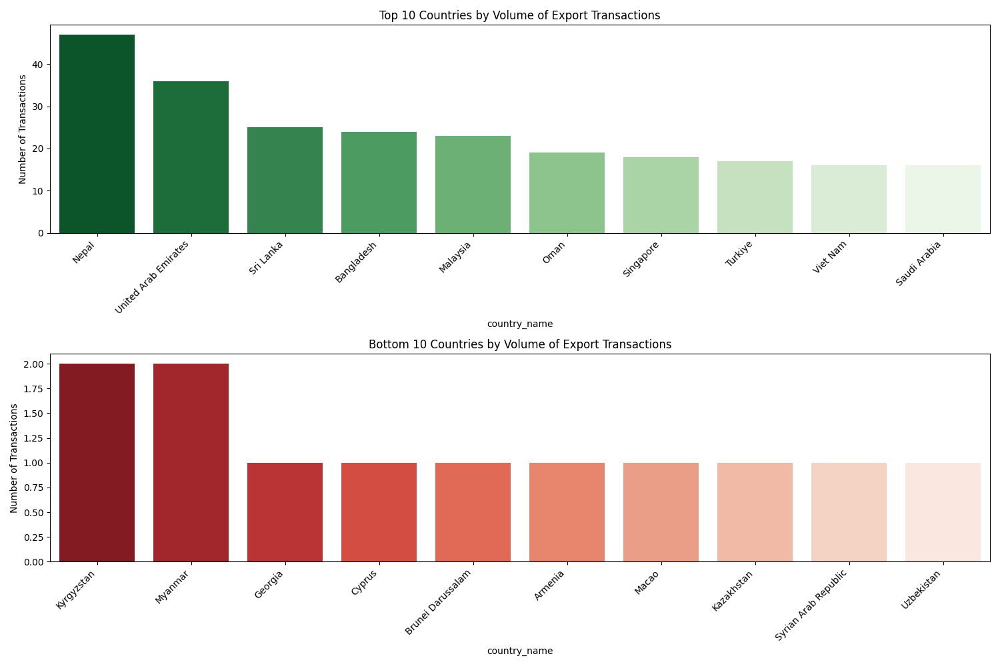 Top 10 Countries by Volume of Export Transactions
Number of Transactions
40
30
20
10
0
Nepal
United Arab Emirates
Sri Lanka
Bangladesh
Malaysia
Oman
Singapore
Turkiye
Viet Nam
Saudi Arabia
country_name
Bottom 10 Countries by Volume of Export Transactions
Number of Transactions
2.00
1.75
1.50
1.25
1.00
0.75
0.50
0.25
0.00
Kyrgyzstan
Myanmar
Georgia
Cyprus
Brunei Darussalam
Armenia
Macao
Kazakhstan
Syrian Arab Republic
Uzbekistan
country_name